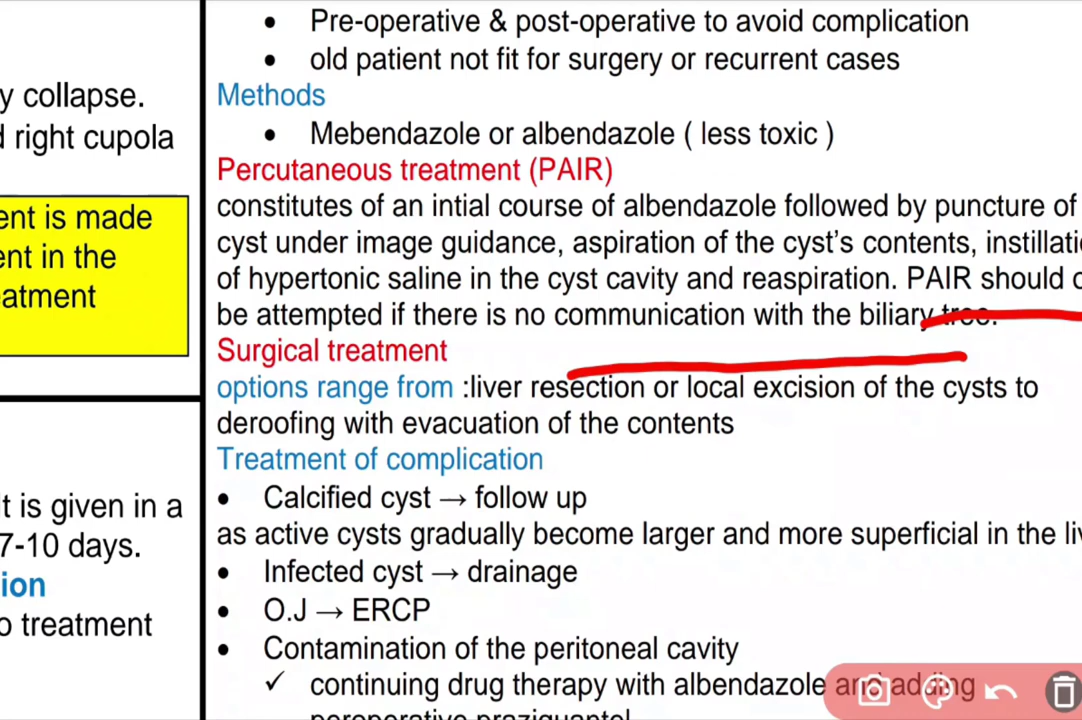 y collapse.
d right cupola
ent is made
ent in the
eatment
t is given in a
7-10 days.
ion
o treatment
• Pre-operative & post-operative to avoid complication
• old patient not fit for surgery or recurrent cases
Methods
• Mebendazole or albendazole ( less toxic )
Percutaneous treatment (PAIR)
constitutes of an intial course of albendazole followed by puncture of
cyst under image guidance, aspiration of the cyst's contents, instillati
of hypertonic saline in the cyst cavity and reaspiration. PAIR should o
be attempted if there is no communication with the biliary tree.
Surgical treatment
options range from :liver resection or local excision of the cysts to
deroofing with evacuation of the contents
Treatment of complication
• Calcified cyst → follow up
as active cysts gradually become larger and more superficial in the liv
• Infected cyst → drainage
• O.J → ERCP
• Contamination of the peritoneal cavity
✓ continuing drug therapy with albendazole and adding
peroperative praziquantel